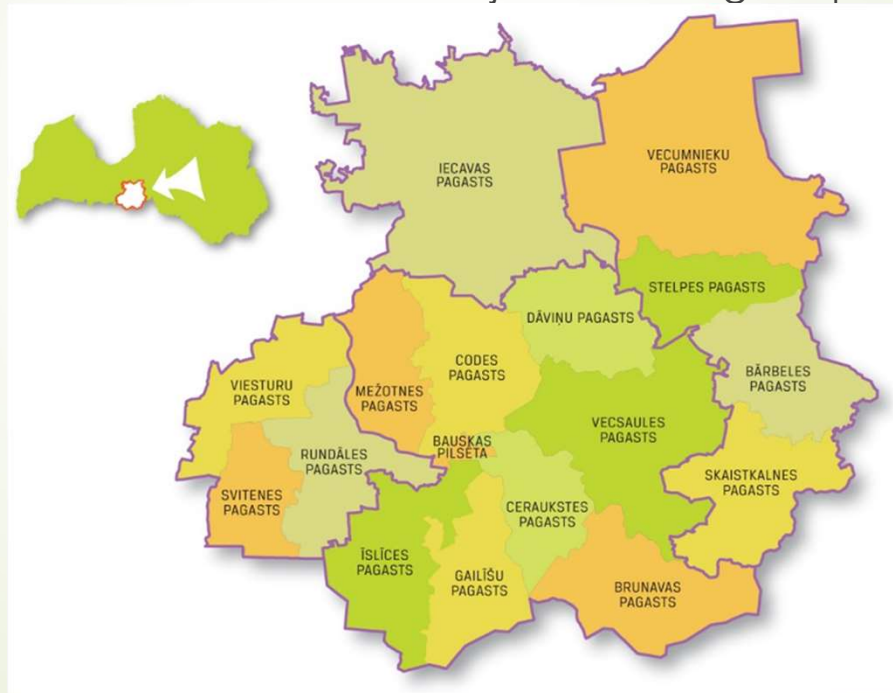 IECAVAS
PAGASTS
VECUMNIEKU
PAGASTS
STELPES PAGASTS
DĀVIŅU PAGASTS
BĀRBELES
PAGASTS
CODES
PAGASTS
VIESTURU
PAGASTS
MEŽOTNES
PAGASTS
VECSAULES
PAGASTS
BAUSKAS
PILSĒTA
RUNDĀLES
PAGASTS
SKAISTKALNES
PAGASTS
SVITENES
PAGASTS
CERAUKSTES
PAGASTS
ĪSLĪCES
PAGASTS
GAILĪŠU
PAGASTS
BRUNAVAS
PAGASTS